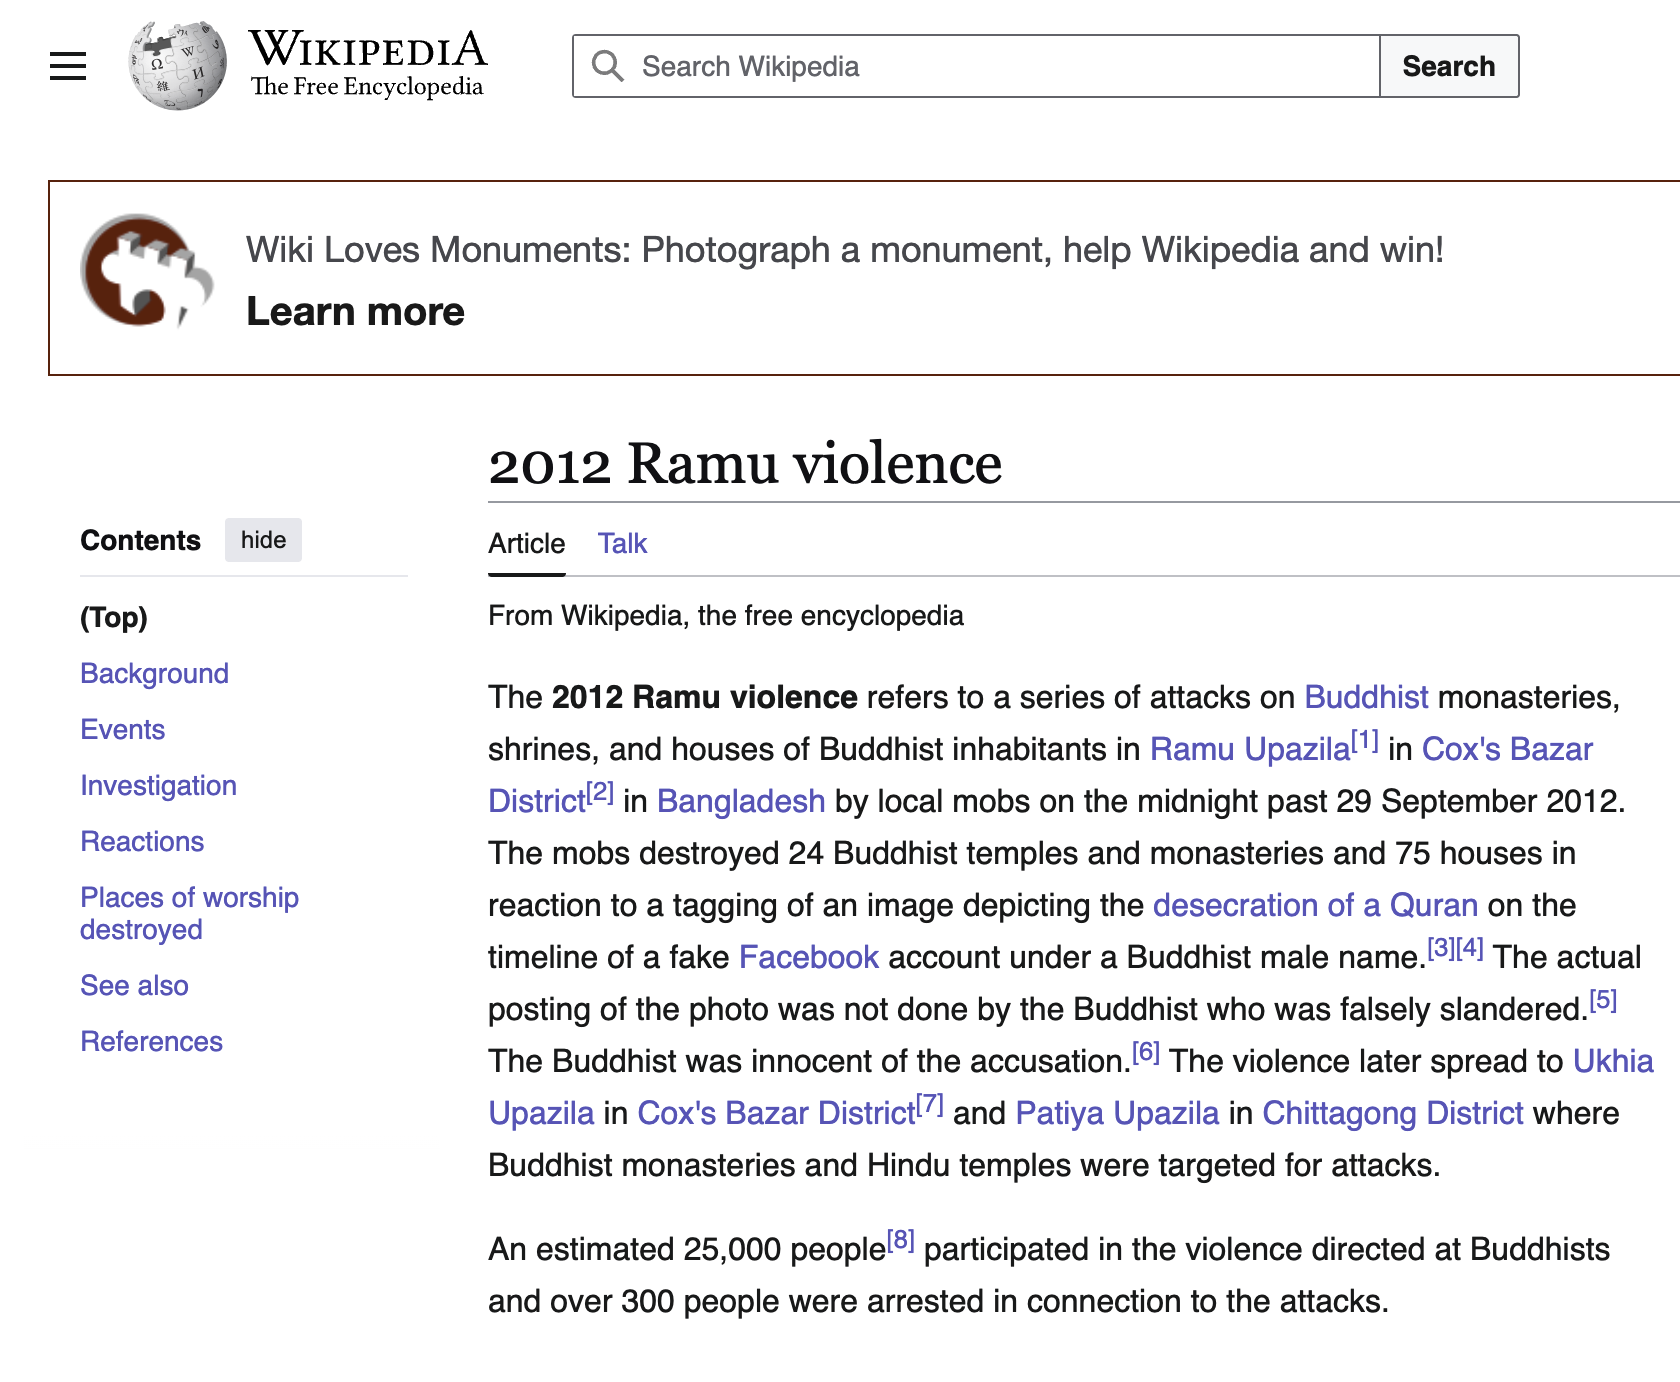 WIKIPEDIA
The Free Encyclopedia
Search Wikipedia
Search
Wiki Loves Monuments: Photograph a monument, help Wikipedia and win!
Learn more
2012 Ramu violence
Contents hide
Article Talk
(Top)
Background
Events
Investigation
Reactions
Places of worship
destroyed
See also
References
From Wikipedia, the free encyclopedia
The 2012 Ramu violence refers to a series of attacks on Buddhist monasteries,
shrines, and houses of Buddhist inhabitants in Ramu Upazila[1] in Cox's Bazar
District[2] in Bangladesh by local mobs on the midnight past 29 September 2012.
The mobs destroyed 24 Buddhist temples and monasteries and 75 houses in
reaction to a tagging of an image depicting the desecration of a Quran on the
timeline of a fake Facebook account under a Buddhist male name.[3][4] The actual
posting of the photo was not done by the Buddhist who was falsely slandered.[5]
The Buddhist was innocent of the accusation.[6] The violence later spread to Ukhia
Upazila in Cox's Bazar District[7] and Patiya Upazila in Chittagong District where
Buddhist monasteries and Hindu temples were targeted for attacks.
An estimated 25,000 people[8] participated in the violence directed at Buddhists
and over 300 people were arrested in connection to the attacks.